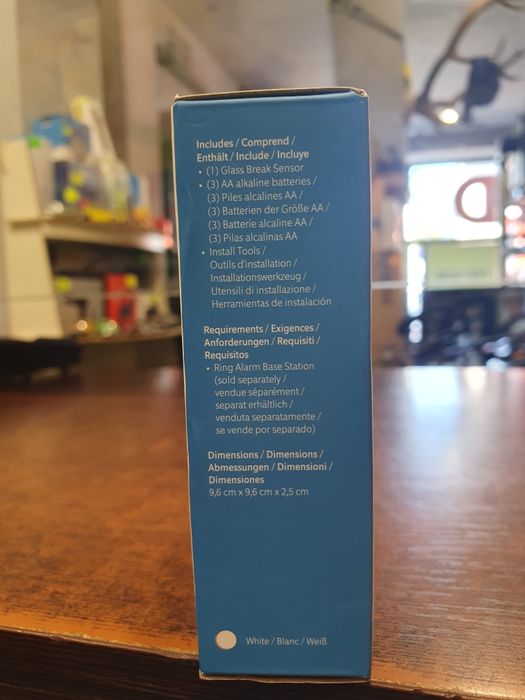 Includes / Comprend /
Enthält / Include / Incluye
• (1) Glass Break Sensor
• (3) AA alkaline batteries /
(3) Piles alcalines AA /
(3) Batterien der Größe AA /
(3) Batterie alcaline AA /
(3) Pilas alcalinas AA
• Install Tools /
Outils d'installation /
Installationswerkzeug /
Utensili di installazione /
Herramientas de instalación
Requirements / Exigences /
Anforderungen / Requisiti /
Requisitos
• Ring Alarm Base Station
(sold separately /
vendue séparément /
separat erhältlich /
venduta separatamente /
se vende por separado)
Dimensions / Dimensions /
Abmessungen / Dimensioni /
Dimensiones
9,6 cm x 9,6 cm x 2,5 cm
White / Blanc / Weiß